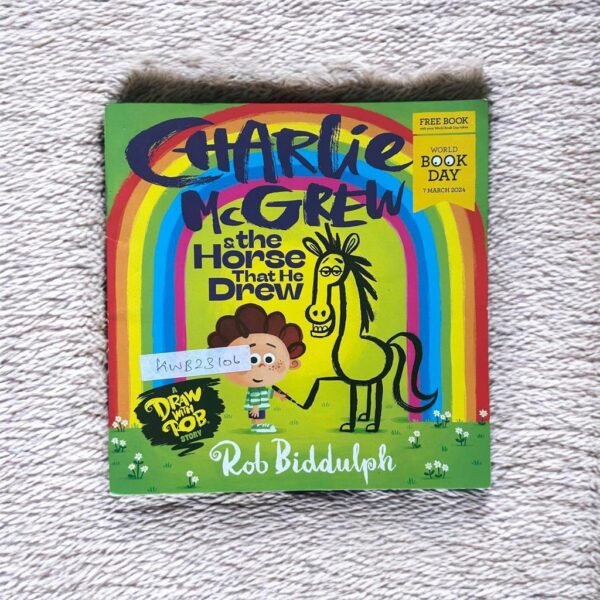 CHARLIE
McGREW
& the
Horse
That He
Drew
FREE BOOK
WORLD
BOOK
DAY
7 MARCH 2024
A
DRAW
WITH
ROB
STORY
Rob Biddulph